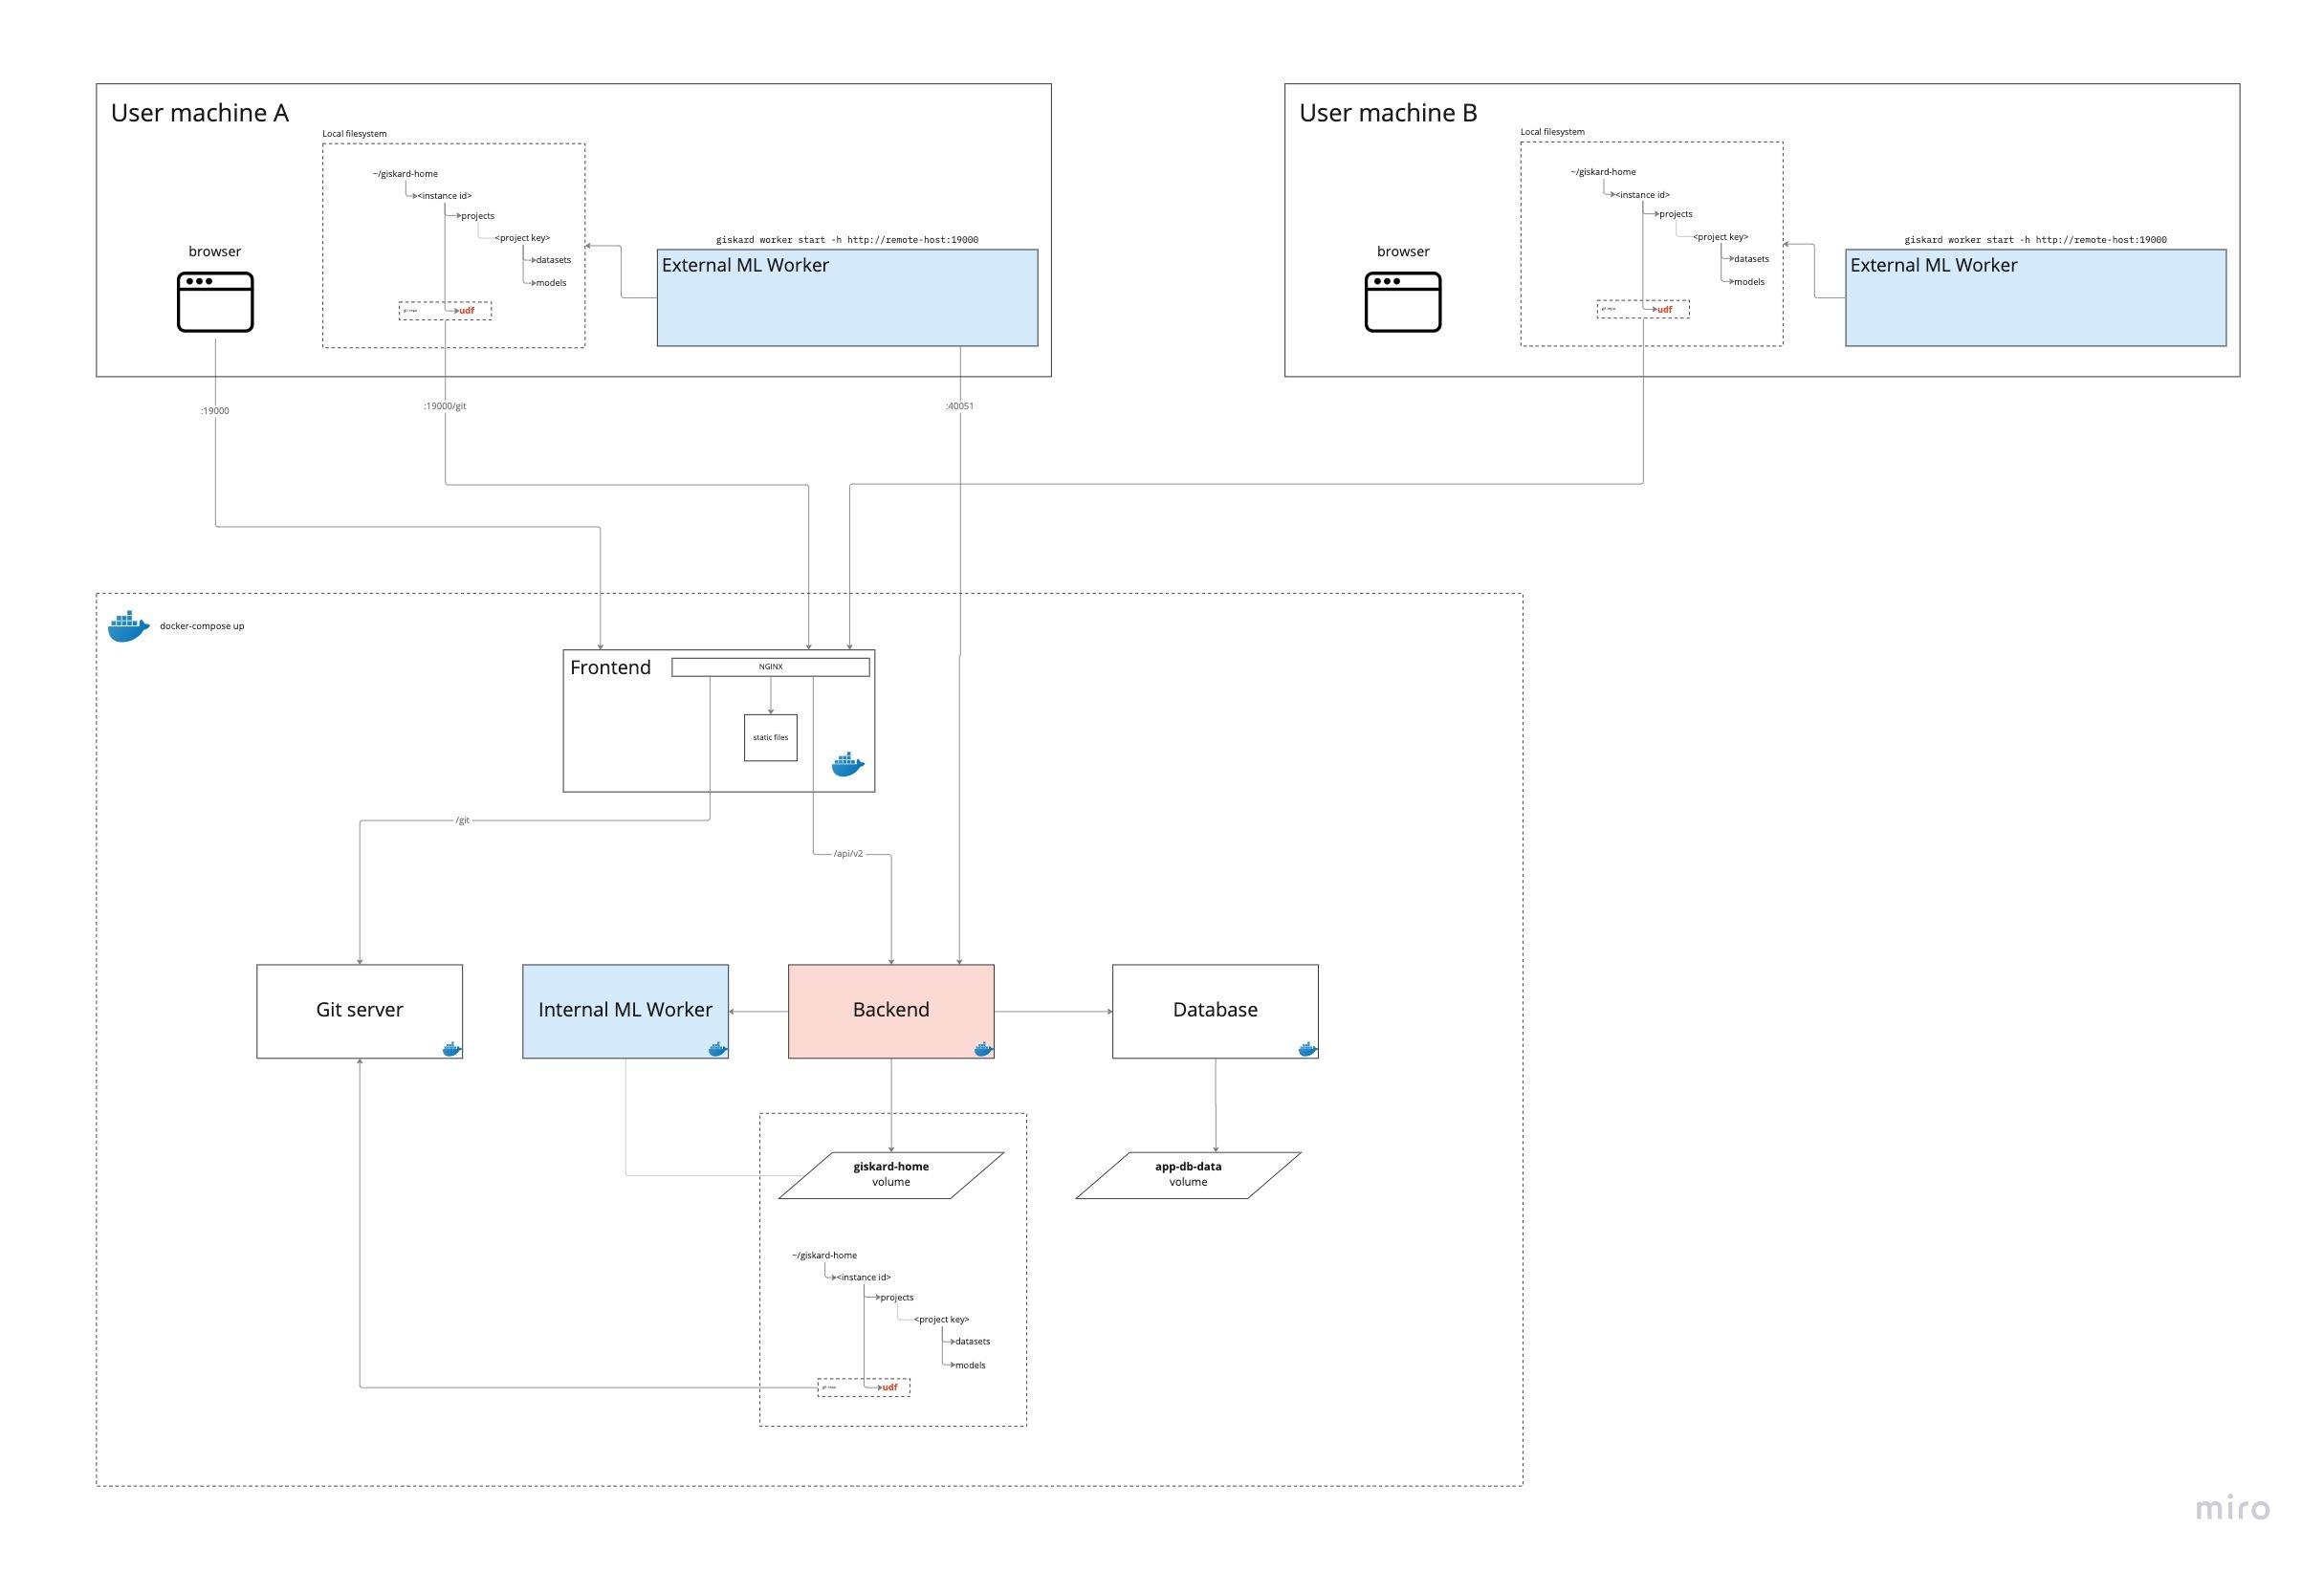 User machine A
Local filesystem
~/giskard-home
<instance id>
projects
<project key>
datasets
models
udf
browser
giskard worker start -h http://remote-host:19000
External ML Worker
User machine B
Local filesystem
~/giskard-home
<instance id>
projects
<project key>
datasets
models
udf
browser
giskard worker start -h http://remote-host:19000
External ML Worker
:19000
:19000/git
:40051
docker-compose up
Frontend
NGINX
static files
/git
/api/v2
Git server
Internal ML Worker
Backend
Database
giskard-home
volume
app-db-data
volume
~/giskard-home
<instance id>
projects
<project key>
datasets
models
udf
miro